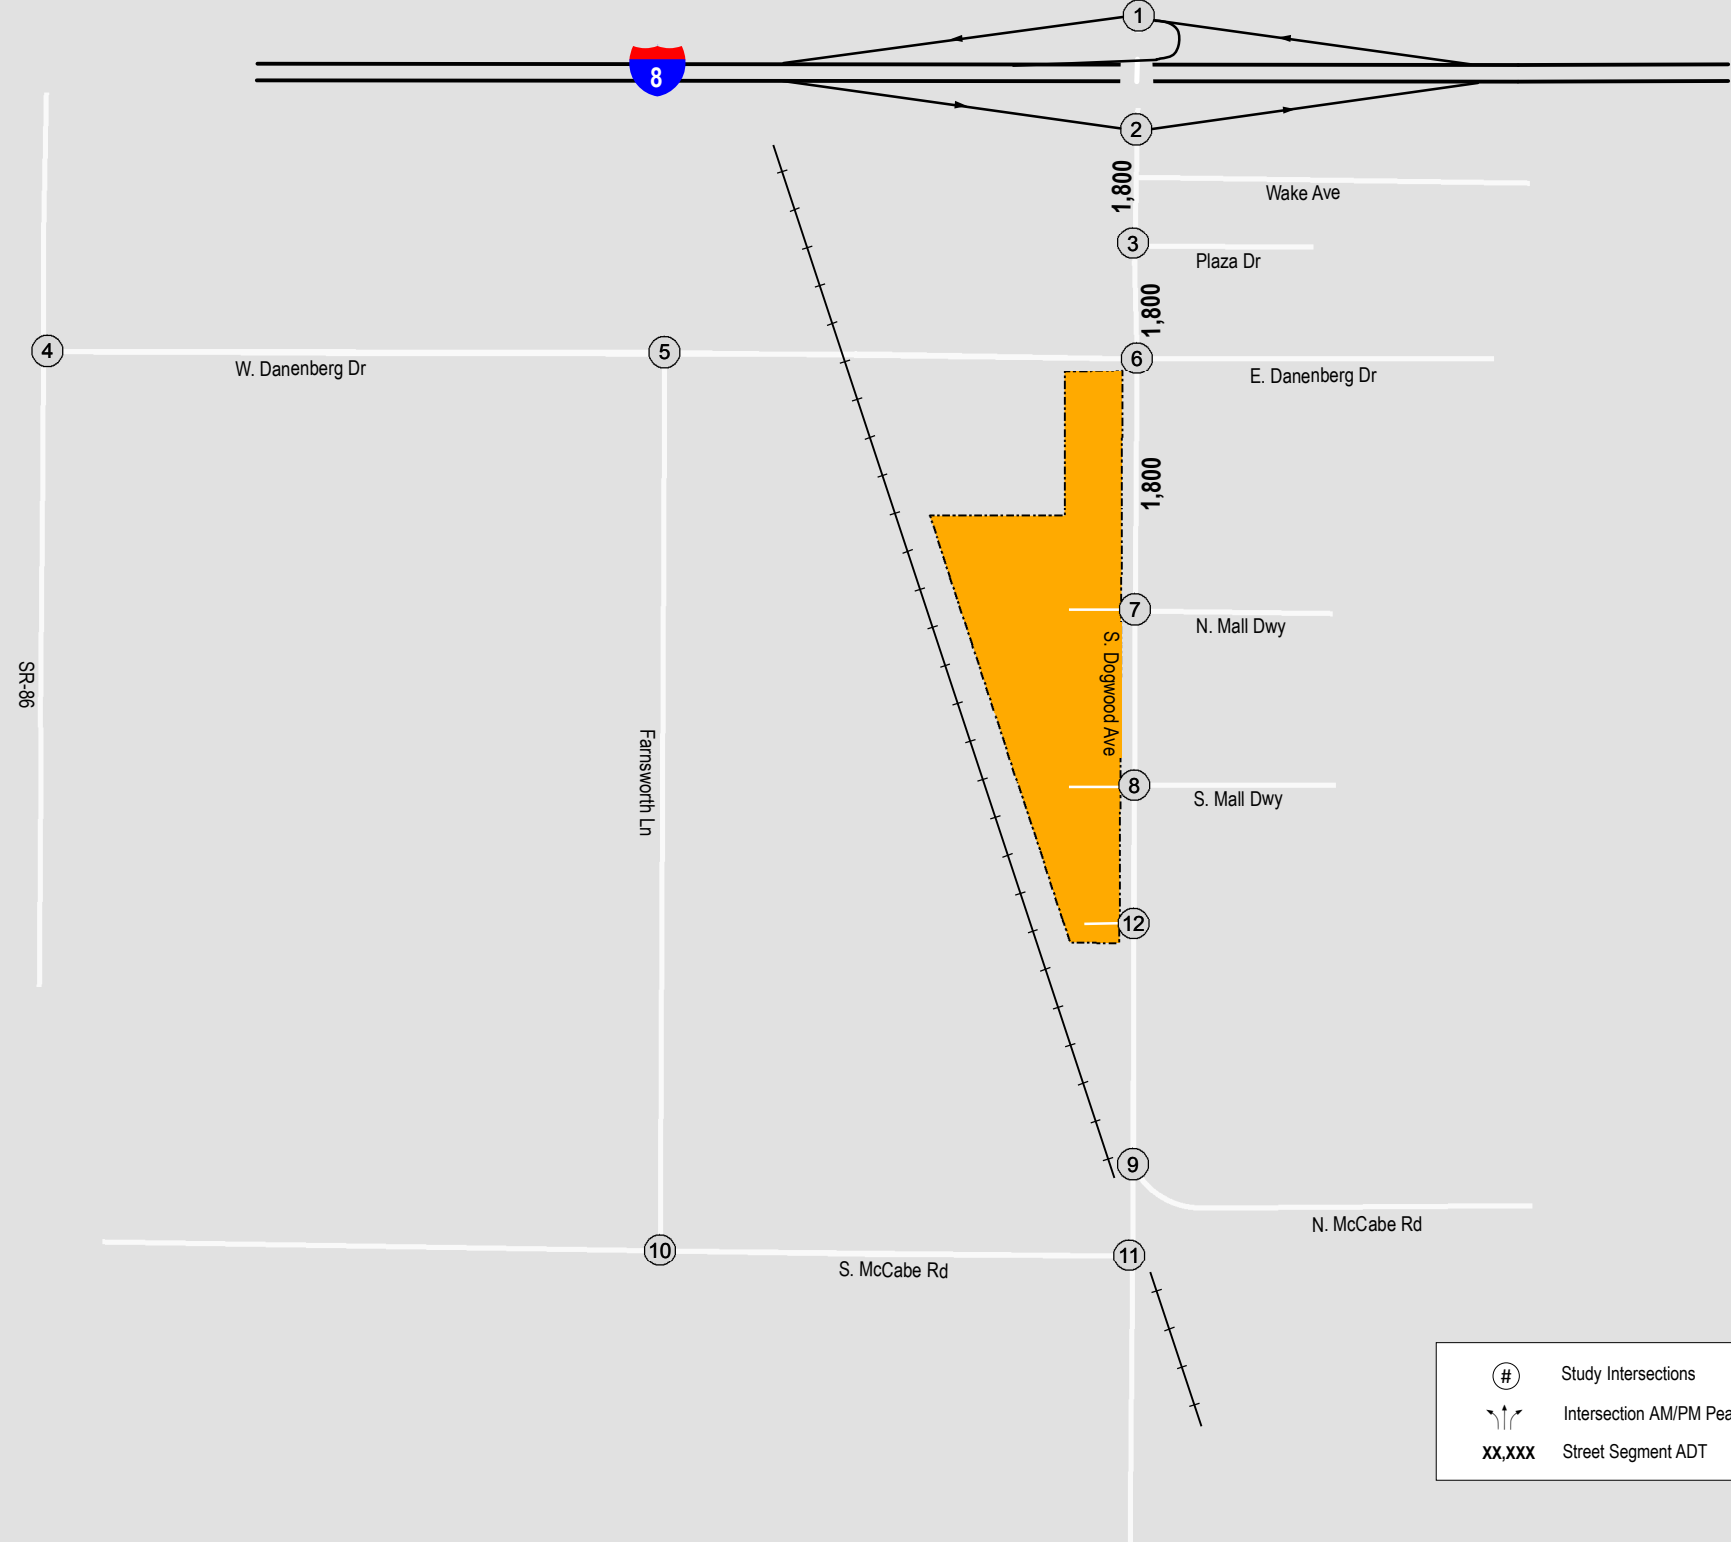 1
8
2
1,800
Wake Ave
3
Plaza Dr
1,800
4
W. Danenberg Dr
5
6
E. Danenberg Dr
1,800
7
N. Mall Dwy
S. Dogwood Ave
SR-86
Farnsworth Ln
8
S. Mall Dwy
12
9
N. McCabe Rd
10
S. McCabe Rd
11
# Study Intersections
Intersection AM/PM Pea
XX,XXX Street Segment ADT